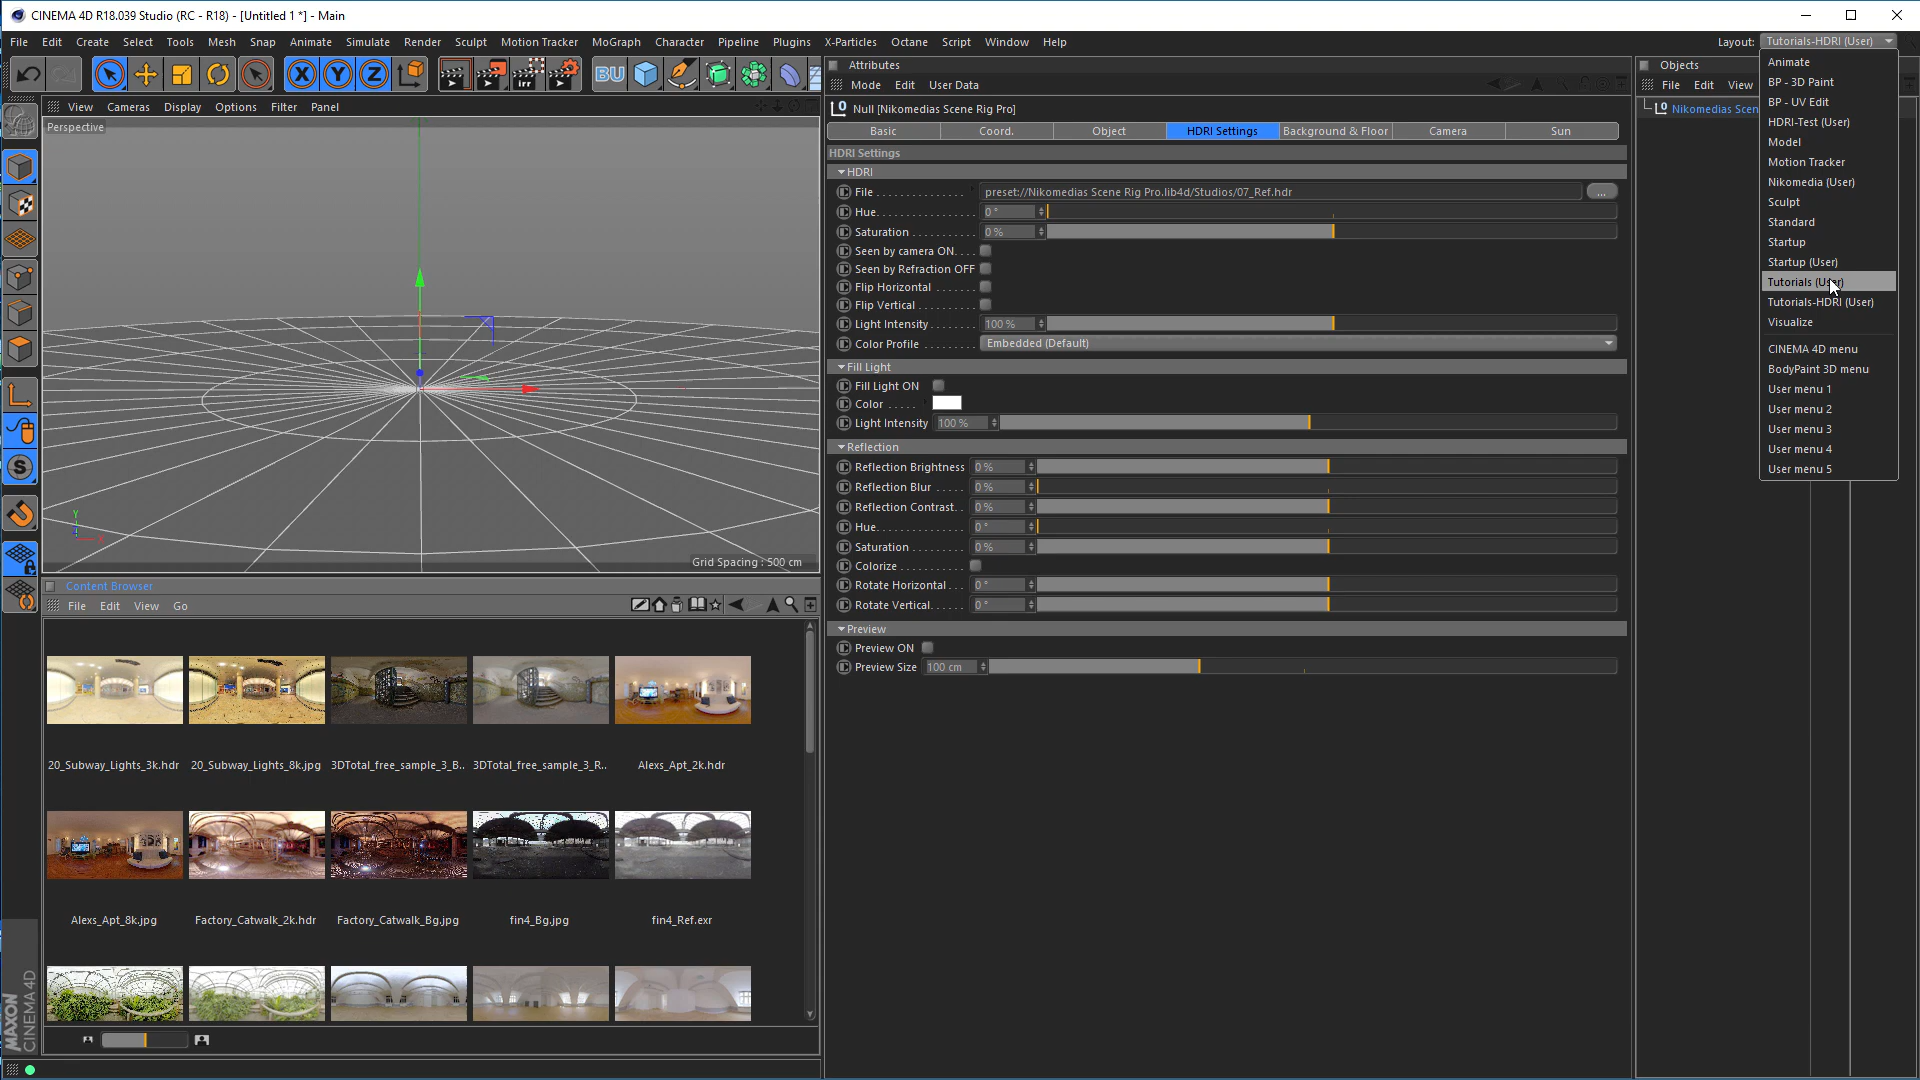 CINEMA 4D R18.039 Studio (RC - R18) - [Untitled 1 *] - Main
File Edit Create Select Tools Mesh Snap Animate Simulate Render Sculpt Motion Tracker MoGraph Character Pipeline Plugins X-Particles Octane Script Window Help
Layout: Tutorials-HDRI (User)
Animate
BP - 3D Paint
BP - UV Edit
HDRI-Test (User)
Model
Motion Tracker
Nikomedia (User)
Sculpt
Standard
Startup
Startup (User)
Tutorials (User)
Tutorials-HDRI (User)
Visualize
CINEMA 4D menu
BodyPaint 3D menu
User menu 1
User menu 2
User menu 3
User menu 4
User menu 5
X Y Z
irr
BU
View Cameras Display Options Filter Panel
Perspective
Y
X
S
Grid Spacing : 500 cm
Content Browser
File Edit View Go
20_Subway_Lights_3k.hdr 20_Subway_Lights_8k.jpg 3DTotal_free_sample_3_B.. 3DTotal_free_sample_3_R.. Alexs_Apt_2k.hdr
Alexs_Apt_8k.jpg Factory_Catwalk_2k.hdr Factory_Catwalk_Bg.jpg fin4_Bg.jpg fin4_Ref.exr
MAXON
CINEMA 4D
Attributes
Mode Edit User Data
Null [Nikomedias Scene Rig Pro]
Basic Coord. Object HDRI Settings Background & Floor Camera Sun
HDRI Settings
HDRI
File preset://Nikomedias Scene Rig Pro.lib4d/Studios/07_Ref.hdr ...
Hue 0 °
Saturation 0 %
Seen by camera ON
Seen by Refraction OFF
Flip Horizontal
Flip Vertical
Light Intensity 100 %
Color Profile Embedded (Default)
Fill Light
Fill Light ON
Color
Light Intensity 100 %
Reflection
Reflection Brightness 0 %
Reflection Blur 0 %
Reflection Contrast 0 %
Hue 0 °
Saturation 0 %
Colorize
Rotate Horizontal 0 °
Rotate Vertical 0 °
Preview
Preview ON
Preview Size 100 cm
Objects
File Edit View
Nikomedias Scen